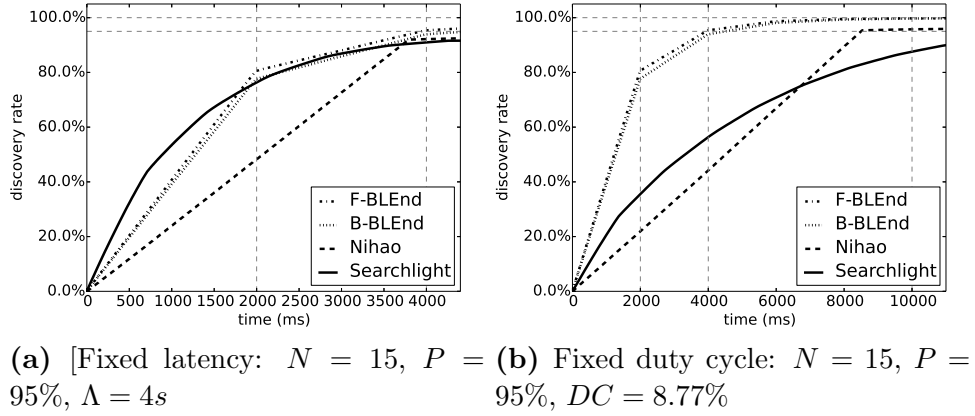 100.0%
80.0%
60.0%
40.0%
20.0%
0.0%
discovery rate
0 500 1000 1500 2000 2500 3000 3500 4000
time (ms)
F-BLEnd
B-BLEnd
Nihao
Searchlight
100.0%
80.0%
60.0%
40.0%
20.0%
0.0%
discovery rate
0 2000 4000 6000 8000 10000
time (ms)
F-BLEnd
B-BLEnd
Nihao
Searchlight
(a) [Fixed latency: N = 15, P =
95%, Λ = 4s
(b) Fixed duty cycle: N = 15, P =
95%, DC = 8.77%